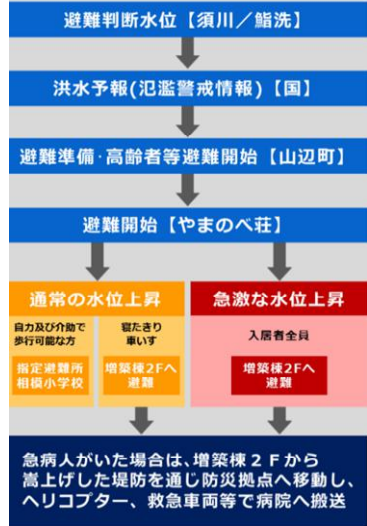 避難判断水位【須川/鮨洗】
洪水予報(氾濫警戒情報)【国】
避難準備・高齢者等避難開始【山辺町】
避難開始【やまのべ荘】
通常の水位上昇
自力及び介助で
歩行可能な方
指定避難所
相模小学校
寝たきり
車いす
増築棟2Fへ
避難
急激な水位上昇
入居者全員
増築棟2Fへ
避難
急病人がいた場合は、増築棟2Fから
嵩上げした堤防を通じ防災拠点へ移動し、
ヘリコプター、救急車両等で病院へ搬送